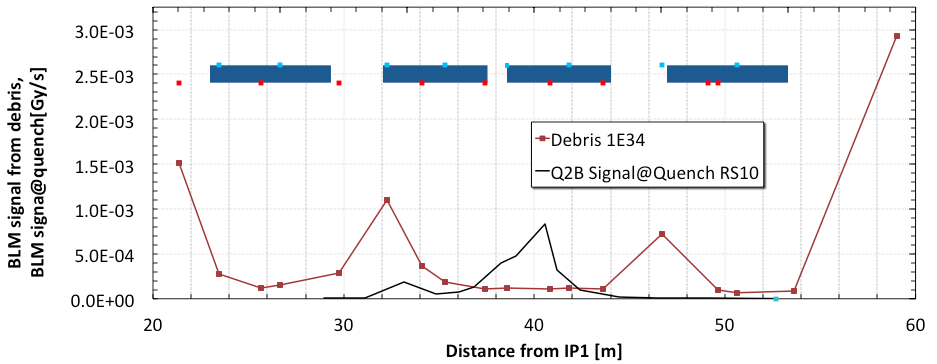 BLM signal from debris,
BLM signa@quench[Gy/s]
3.0E-03
2.5E-03
2.0E-03
1.5E-03
1.0E-03
5.0E-04
0.0E+00
Debris 1E34
Q2B Signal@Quench RS10
20 30 40 50 60
Distance from IP1 [m]